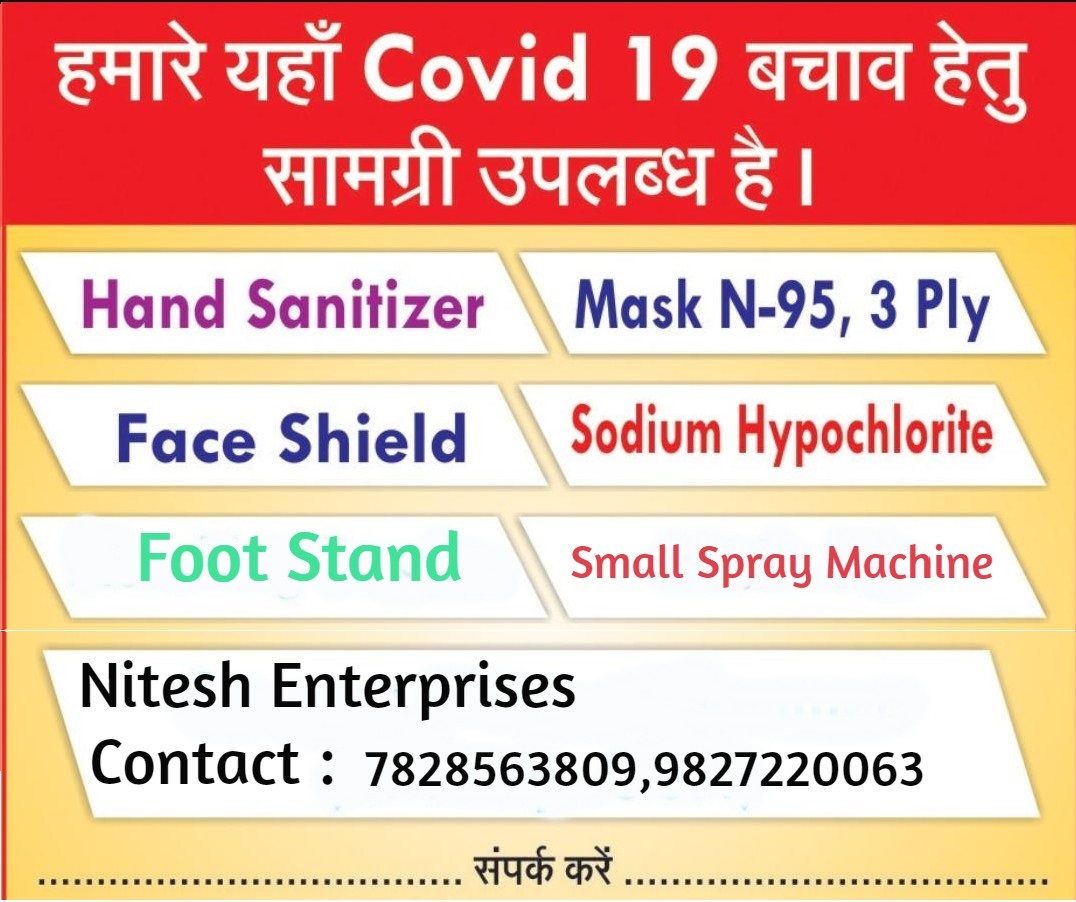 हमारे यहाँ Covid 19 बचाव हेतु
सामग्री उपलब्ध है।
Hand Sanitizer
Mask N-95, 3 Ply
Face Shield
Sodium Hypochlorite
Foot Stand
Small Spray Machine
Nitesh Enterprises
Contact : 7828563809,9827220063
संपर्क करें